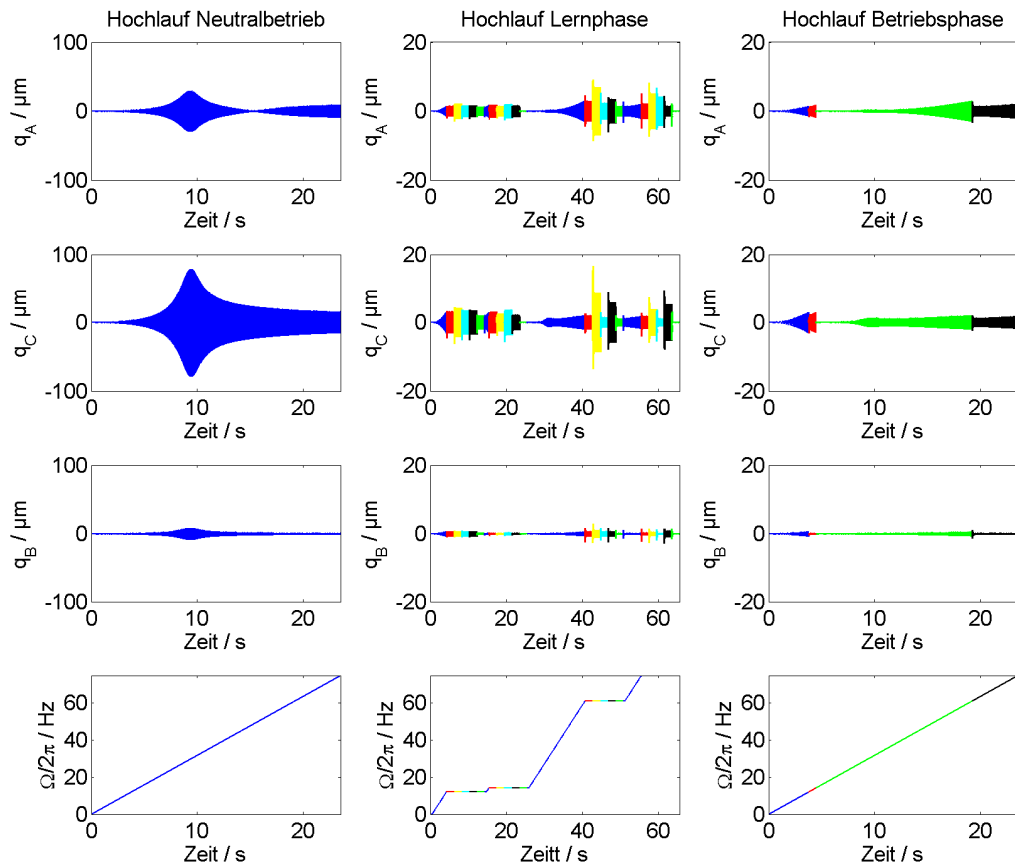 Hochlauf Neutralbetrieb
100
0
-100
q_A / µm
0 10 20
Zeit / s
Hochlauf Lernphase
20
0
-20
q_A / µm
0 20 40 60
Zeit / s
Hochlauf Betriebsphase
20
0
-20
q_A / µm
0 10 20
Zeit / s
100
0
-100
q_C / µm
0 10 20
Zeit / s
20
0
-20
q_C / µm
0 20 40 60
Zeit / s
20
0
-20
q_C / µm
0 10 20
Zeit / s
100
0
-100
q_B / µm
0 10 20
Zeit / s
20
0
-20
q_B / µm
0 20 40 60
Zeit / s
20
0
-20
q_B / µm
0 10 20
Zeit / s
60
40
20
0
Ω/2π / Hz
0 10 20
Zeit / s
60
40
20
0
Ω/2π / Hz
0 20 40 60
Zeitt / s
60
40
20
0
Ω/2π / Hz
0 10 20
Zeit / s